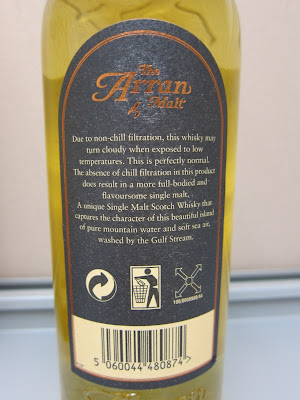 The
Arran
Malt
Due to non-chill filtration, this whisky may
turn cloudy when exposed to low
temperatures. This is perfectly normal.
The absence of chill filtration in this product
does result in a more full-bodied and
flavoursome single malt,
A unique Single Malt Scotch Whisky that
captures the character of this beautiful island
of pure mountain water and soft sea air,
washed by the Gulf Stream.
5 060044 480874 >